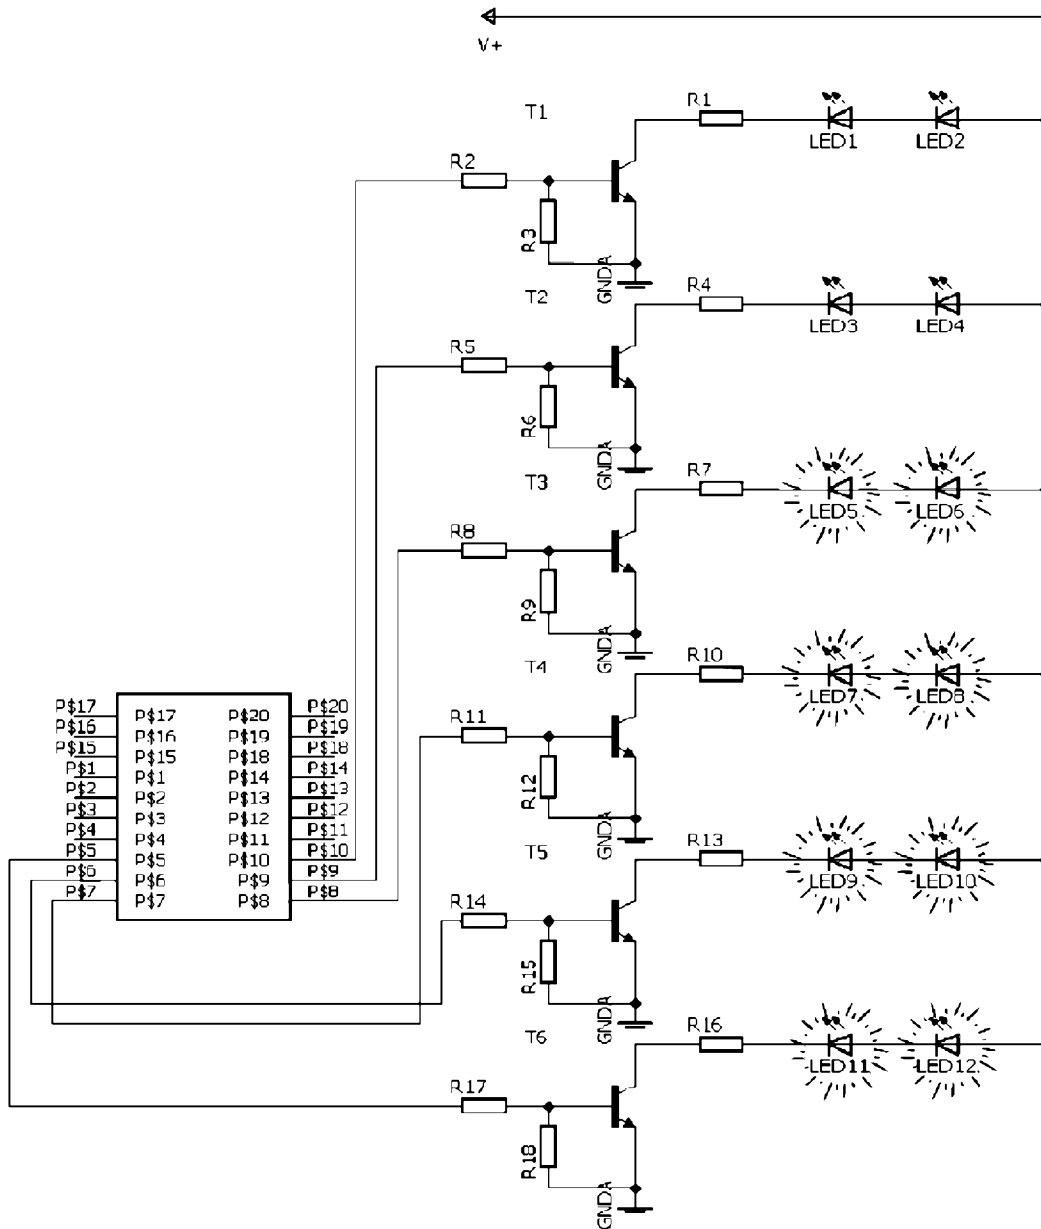 V+
T1
R1
LED1 LED2
R2
R3
GNDA
T2
R4
LED3 LED4
R5
R6
GNDA
T3
R7
LED5 LED6
R8
R9
GNDA
T4
R10
LED7 LED8
R11
R12
GNDA
T5
R13
LED9 LED10
R14
R15
GNDA
T6
R16
LED11 LED12
R17
R18
GNDA
P$17 P$17 P$20 P$20
P$16 P$16 P$19 P$19
P$15 P$15 P$18 P$18
P$1 P$1 P$14 P$14
P$2 P$2 P$13 P$13
P$3 P$3 P$12 P$12
P$4 P$4 P$11 P$11
P$5 P$5 P$10 P$10
P$6 P$6 P$9 P$9
P$7 P$7 P$8 P$8